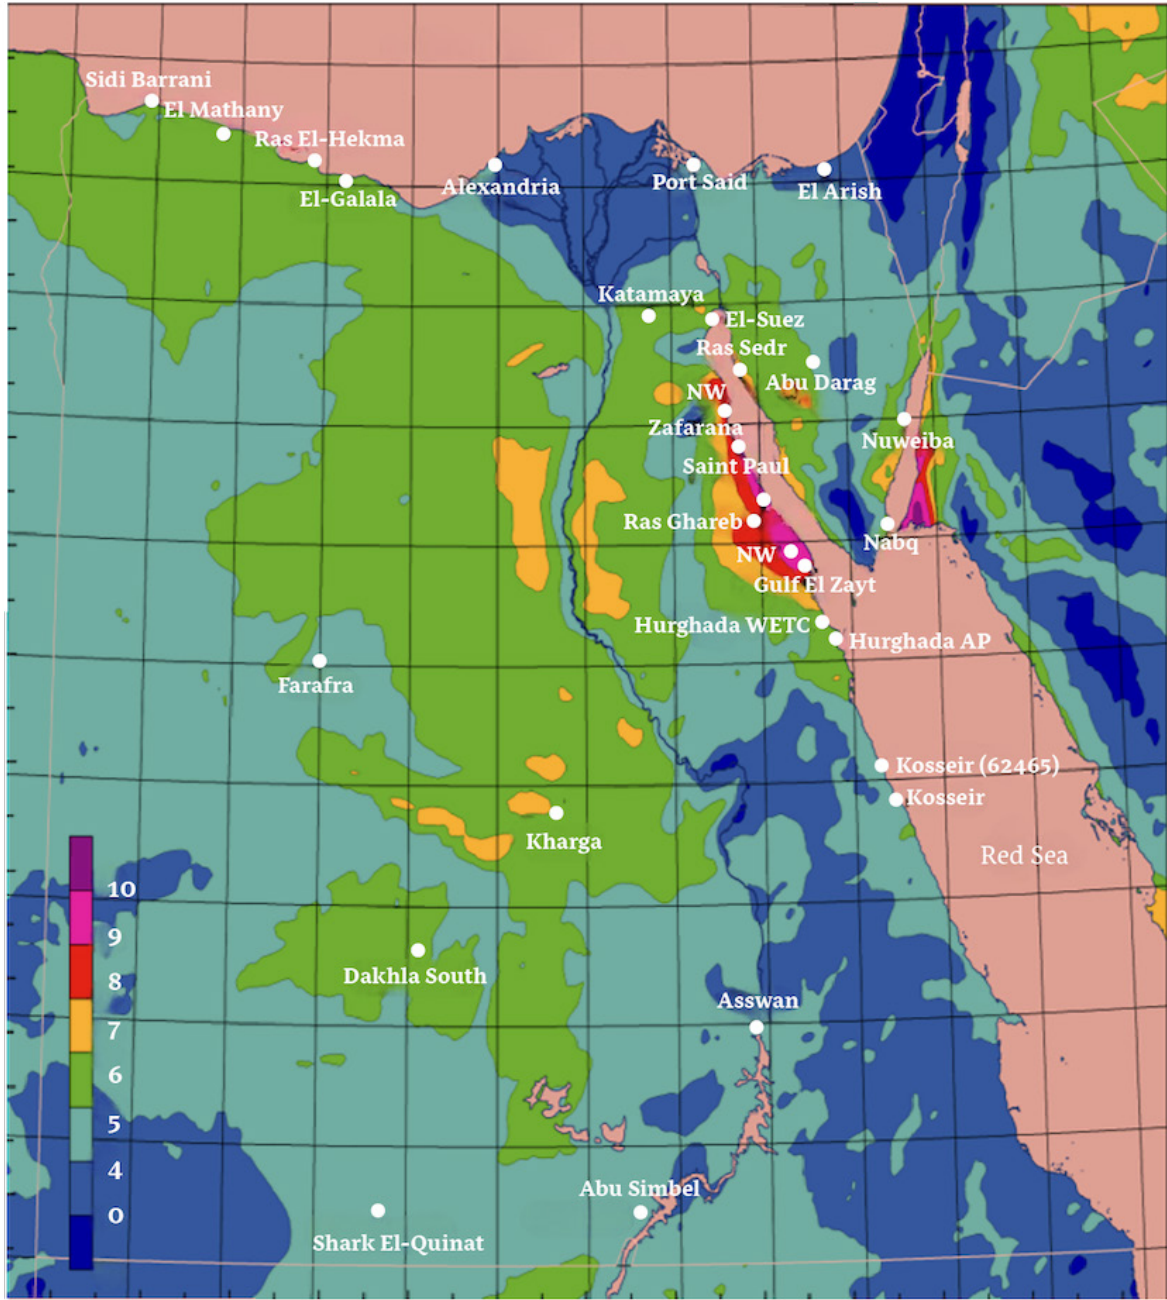 Sidi Barrani
El Mathany
Ras El-Hekma
El-Galala
Alexandria
Port Said
El Arish
Katamaya
El-Suez
Ras Sedr
Abu Darag
NW
Zafarana
Nuweiba
Saint Paul
Ras Ghareb
Nabq
NW
Gulf El Zayt
Hurghada WETC
Hurghada AP
Farafra
Kosseir (62465)
Kosseir
Kharga
Red Sea
10
9
8
7
6
5
4
0
Dakhla South
Asswan
Abu Simbel
Shark El-Quinat